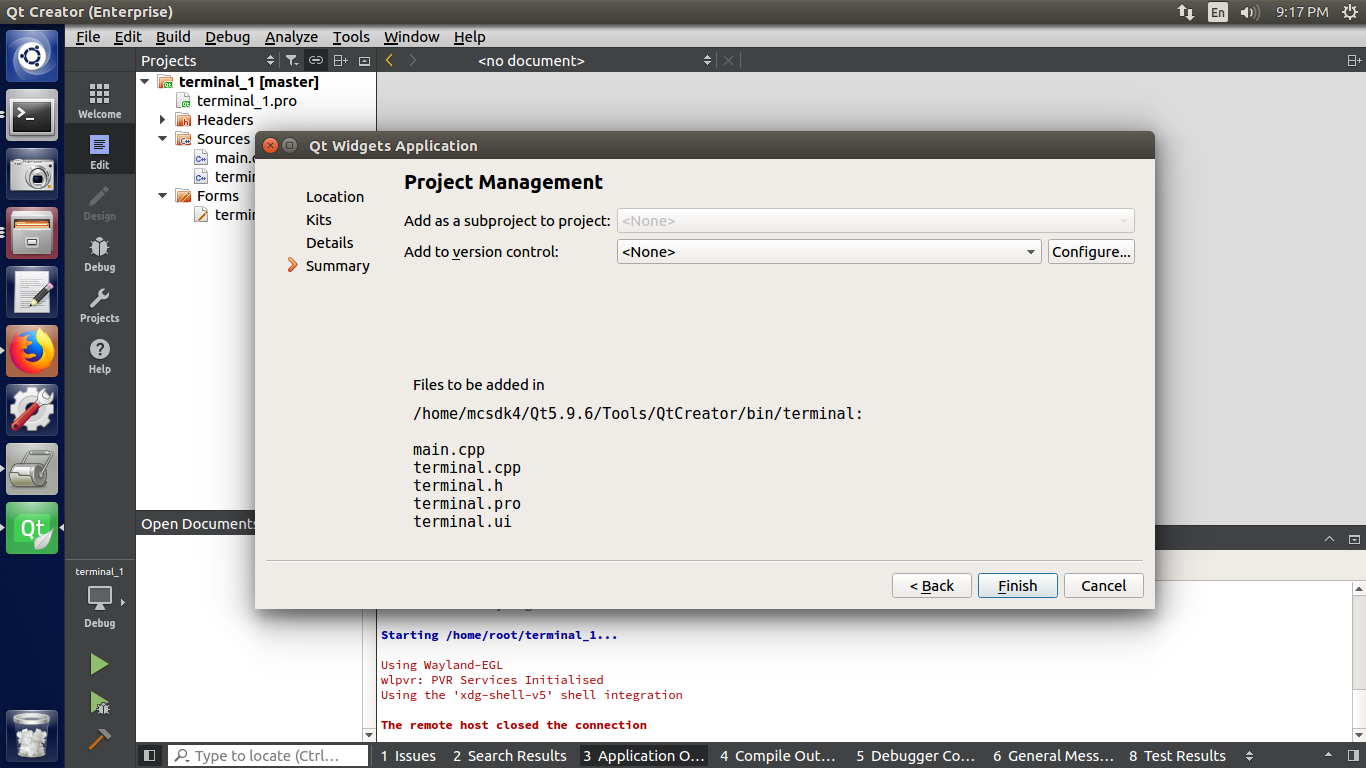 Qt Creator (Enterprise)
En
9:17 PM
File Edit Build Debug Analyze Tools Window Help
Projects
<no document>
Welcome
Edit
Design
Debug
Projects
Help
terminal_1 [master]
terminal_1.pro
Headers
Sources
main.
termi
Forms
termi
Open Documents
Qt Widgets Application
Location
Kits
Details
Summary
Project Management
Add as a subproject to project: <None>
Add to version control: <None> Configure...
Files to be added in
/home/mcsdk4/Qt5.9.6/Tools/QtCreator/bin/terminal:
main.cpp
terminal.cpp
terminal.h
terminal.pro
terminal.ui
< Back Finish Cancel
terminal_1
Debug
Starting /home/root/terminal_1...
Using Wayland-EGL
wlpvr: PVR Services Initialised
Using the 'xdg-shell-v5' shell integration
The remote host closed the connection
Type to locate (Ctrl... 1 Issues 2 Search Results 3 Application O... 4 Compile Out... 5 Debugger Co... 6 General Mess... 8 Test Results